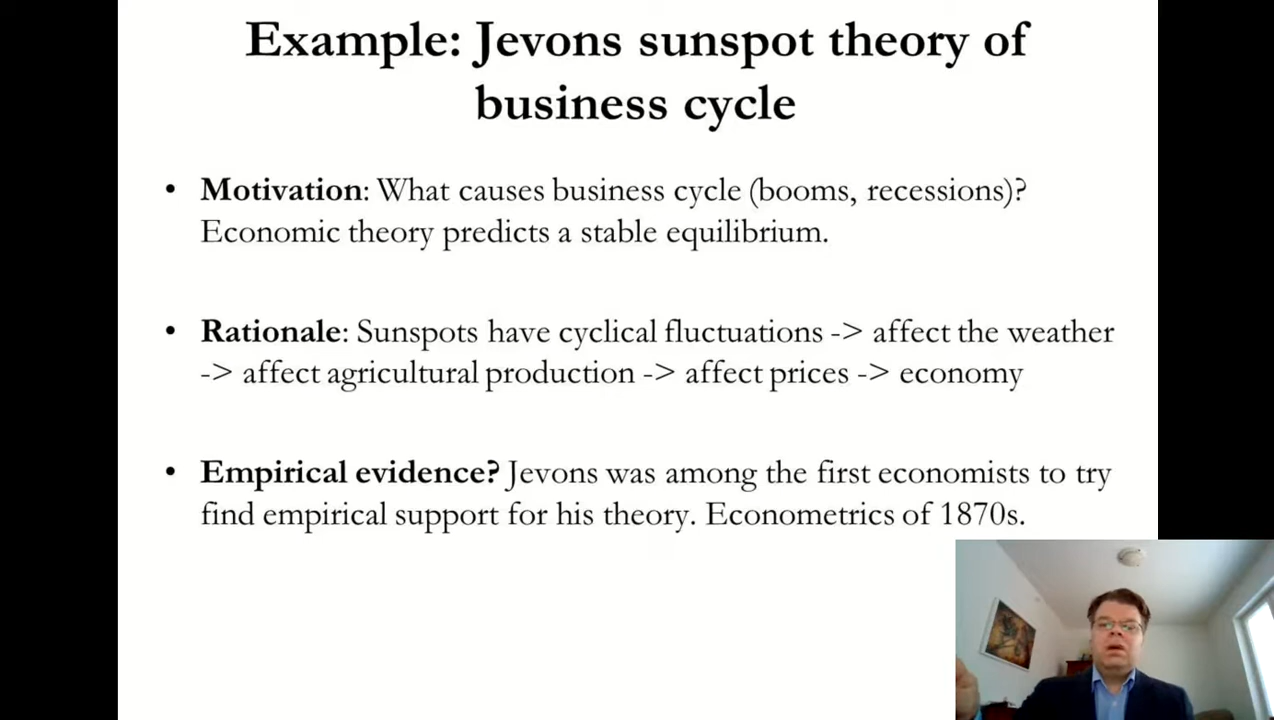 Example: Jevons sunspot theory of
business cycle
• Motivation: What causes business cycle (booms, recessions)?
Economic theory predicts a stable equilibrium.
• Rationale: Sunspots have cyclical fluctuations -> affect the weather
-> affect agricultural production -> affect prices -> economy
• Empirical evidence? Jevons was among the first economists to try
find empirical support for his theory. Econometrics of 1870s.